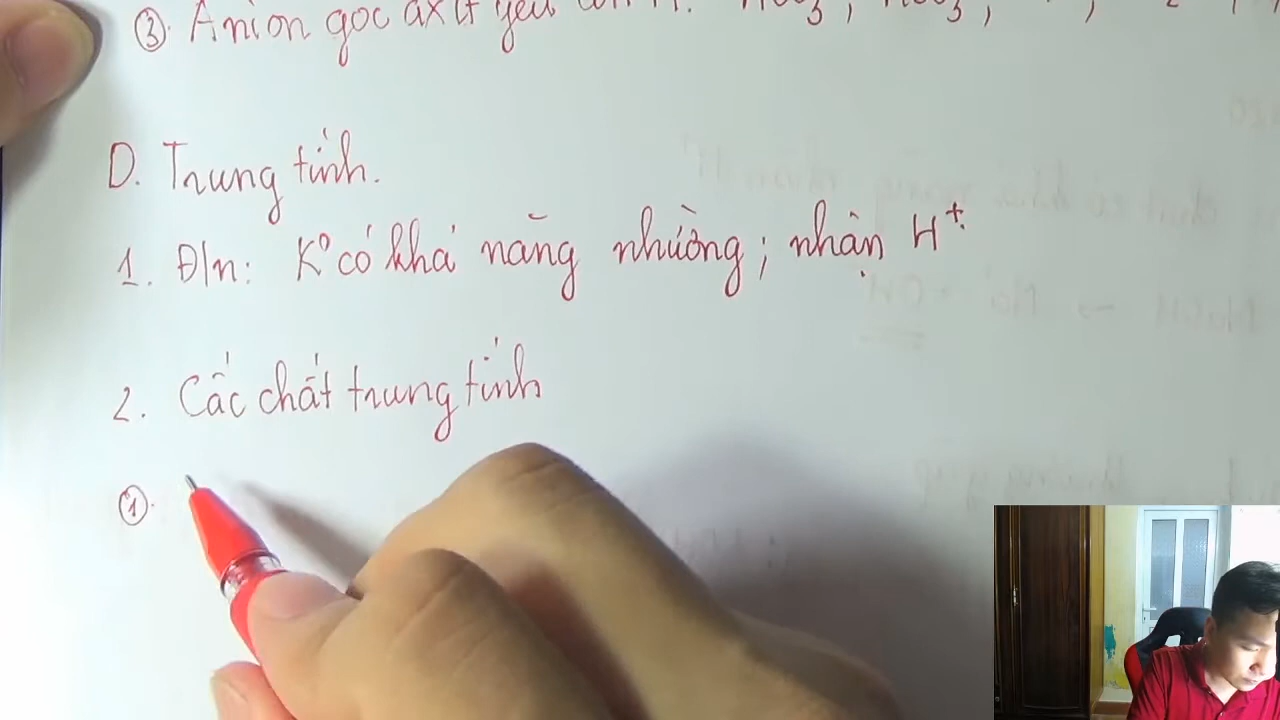 ③. Anion gốc axit yếu còn H:
D. Trung tính.
1. Đ/n: K° có khả năng nhường; nhận H⁺.
2. Các chất trung tính
①.